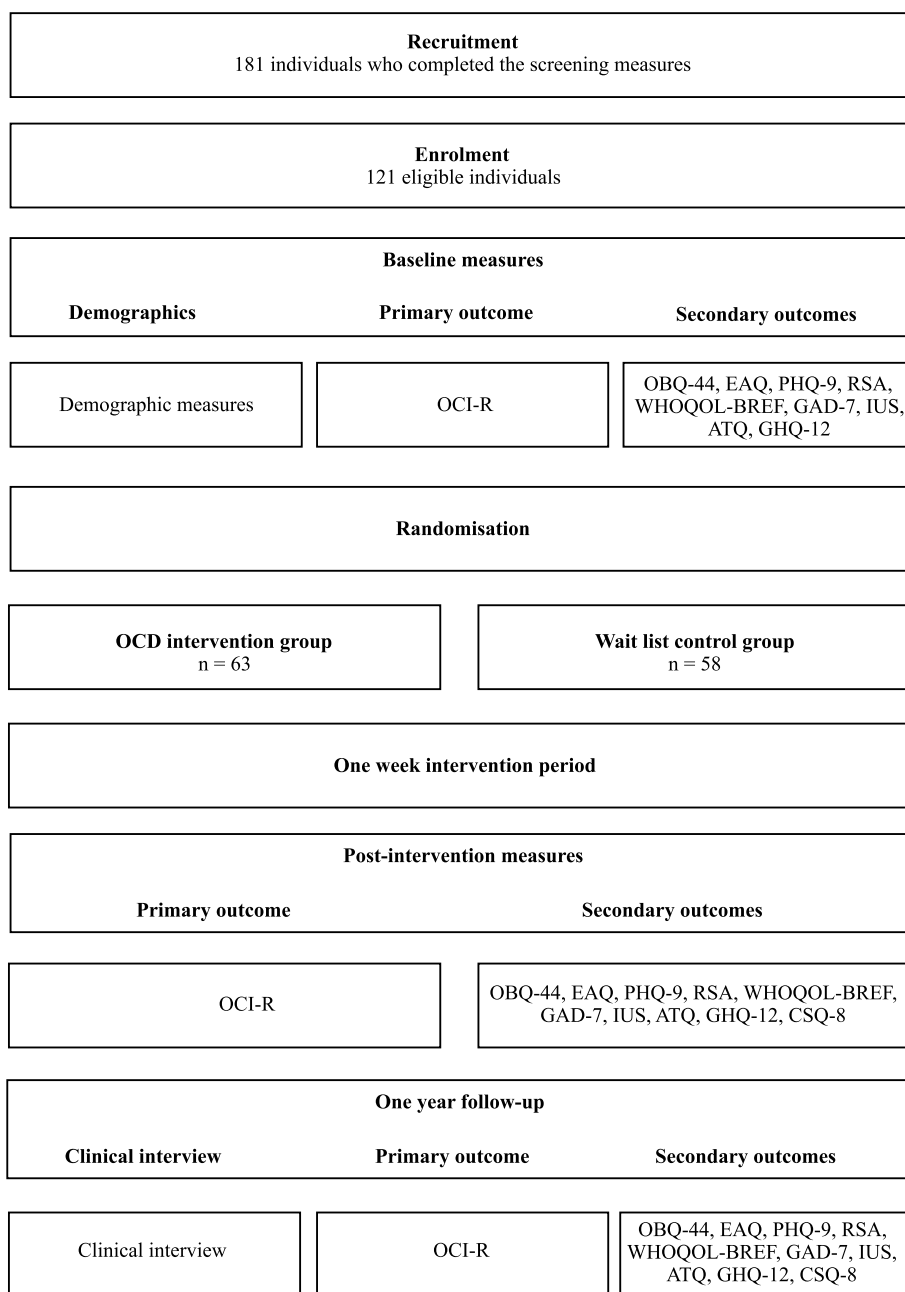 Recruitment
181 individuals who completed the screening measures
Enrolment
121 eligible individuals
Baseline measures
Demographics
Primary outcome
Secondary outcomes
Demographic measures
OCI-R
OBQ-44, EAQ, PHQ-9, RSA,
WHOQOL-BREF, GAD-7, IUS,
ATQ, GHQ-12
Randomisation
OCD intervention group
n = 63
Wait list control group
n = 58
One week intervention period
Post-intervention measures
Primary outcome
Secondary outcomes
OCI-R
OBQ-44, EAQ, PHQ-9, RSA, WHOQOL-BREF,
GAD-7, IUS, ATQ, GHQ-12, CSQ-8
One year follow-up
Clinical interview
Primary outcome
Secondary outcomes
Clinical interview
OCI-R
OBQ-44, EAQ, PHQ-9, RSA,
WHOQOL-BREF, GAD-7, IUS,
ATQ, GHQ-12, CSQ-8